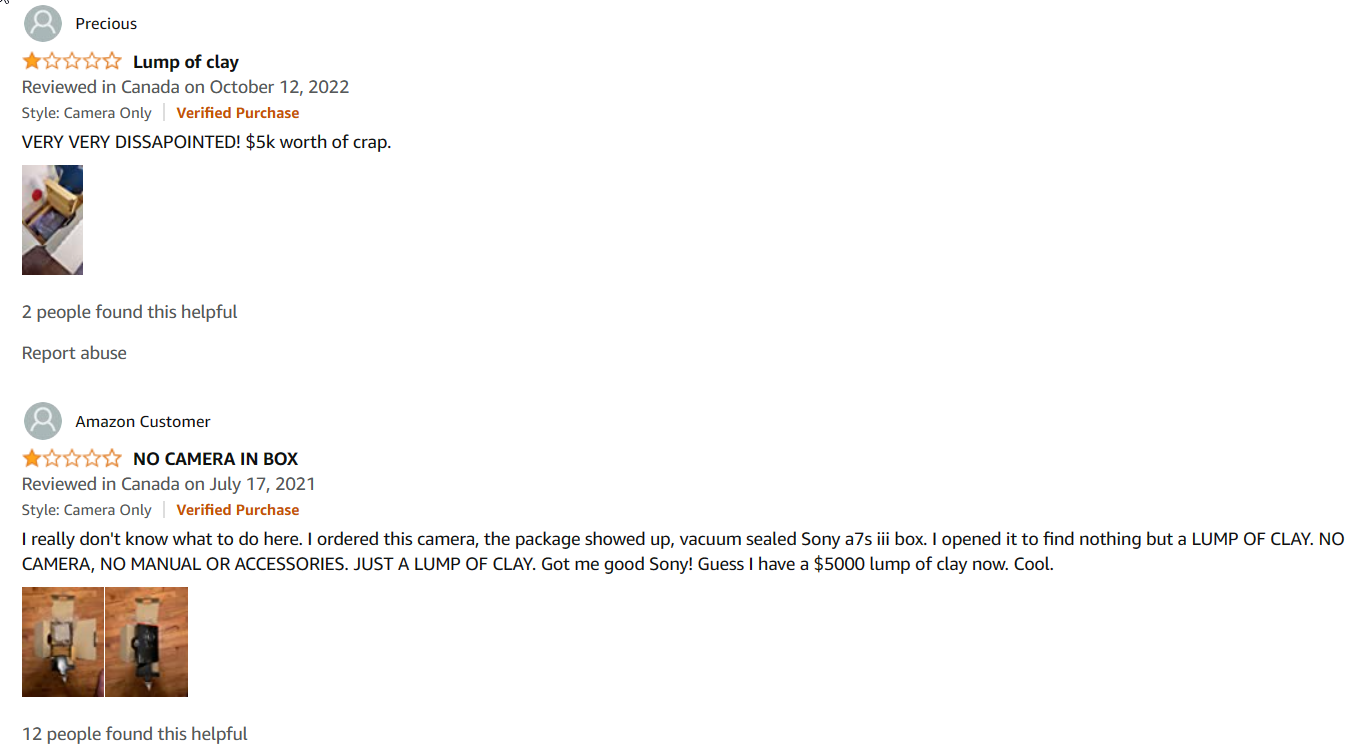 Precious
Lump of clay
Reviewed in Canada on October 12, 2022
Style: Camera Only Verified Purchase
VERY VERY DISSAPOINTED! $5k worth of crap.
2 people found this helpful
Report abuse
Amazon Customer
NO CAMERA IN BOX
Reviewed in Canada on July 17, 2021
Style: Camera Only Verified Purchase
I really don't know what to do here. I ordered this camera, the package showed up, vacuum sealed Sony a7s iii box. I opened it to find nothing but a LUMP OF CLAY. NO
CAMERA, NO MANUAL OR ACCESSORIES. JUST A LUMP OF CLAY. Got me good Sony! Guess I have a $5000 lump of clay now. Cool.
12 people found this helpful